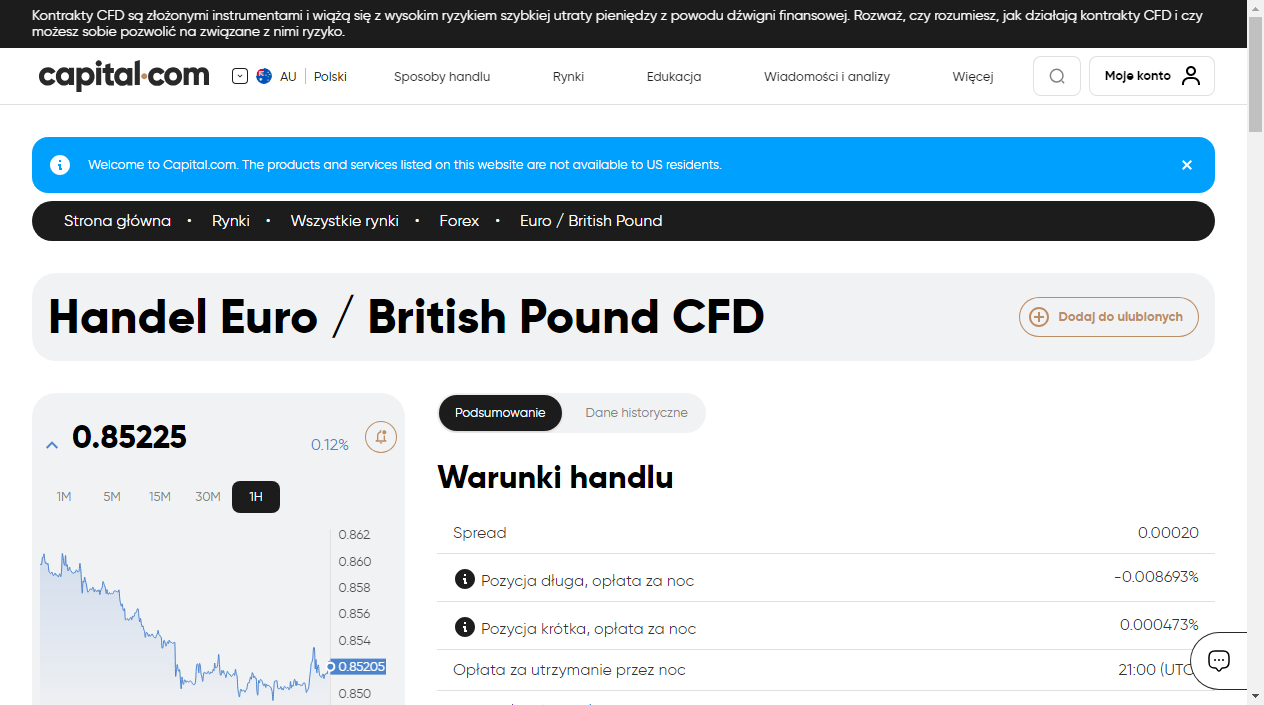 Kontrakty CFD są złożonymi instrumentami i wiążą się z wysokim ryzykiem szybkiej utraty pieniędzy z powodu dźwigni finansowej. Rozważ, czy rozumiesz, jak działają kontrakty CFD i czy
możesz sobie pozwolić na związane z nimi ryzyko.
capital.com
AU
Polski
Sposoby handlu
Rynki
Edukacja
Wiadomości i analizy
Więcej
Moje konto
Welcome to Capital.com. The products and services listed on this website are not available to US residents.
Strona główna • Rynki • Wszystkie rynki • Forex • Euro / British Pound
Handel Euro / British Pound CFD
Dodaj do ulubionych
0.85225
0.12%
1M 5M 15M 30M 1H
0.862
0.860
0.858
0.856
0.854
0.85205
0.850
Podsumowanie
Dane historyczne
Warunki handlu
Spread 0.00020
Pozycja długa, opłata za noc -0.008693%
Pozycja krótka, opłata za noc 0.000473%
Opłata za utrzymanie przez noc 21:00 (UTC